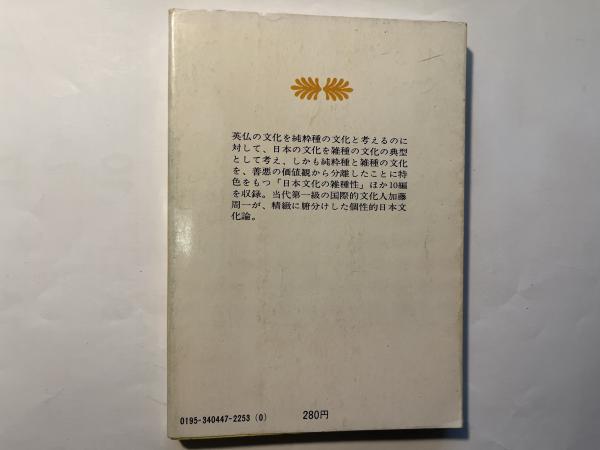 英仏の文化を純粋種の文化と考えるのに
対して、日本の文化を雑種の文化の典型
として考え、しかも純粋種と雑種の文化
を、善悪の価値観から分離したことに特
色をもつ「日本文化の雑種性」ほか10編
を収録。当代第一級の国際的文化人加藤
周一が、精緻に腑分けした個性的日本文
化論。
0195-340447-2253 (0)
280円